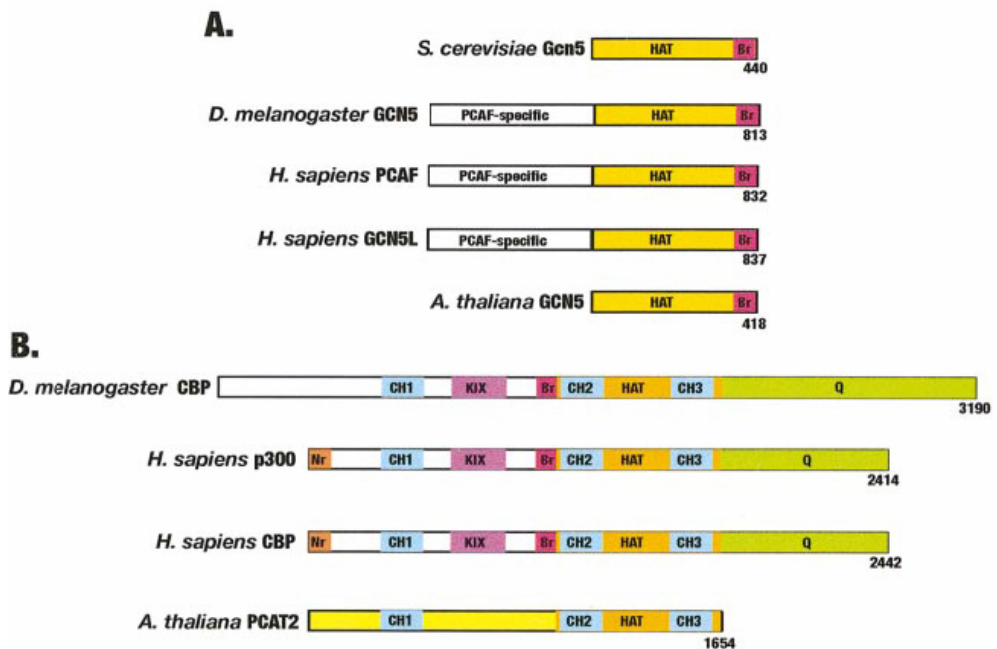 A.
S. cerevisiae Gcn5 HAT Br
440
D. melanogaster GCN5 PCAF-specific HAT Br
813
H. sapiens PCAF PCAF-specific HAT Br
832
H. sapiens GCN5L PCAF-specific HAT Br
837
A. thaliana GCN5 HAT Br
418
B.
D. melanogaster CBP CH1 KIX Br CH2 HAT CH3 Q
3190
H. sapiens p300 Nr CH1 KIX Br CH2 HAT CH3 Q
2414
H. sapiens CBP Nr CH1 KIX Br CH2 HAT CH3 Q
2442
A. thaliana PCAT2 CH1 CH2 HAT CH3
1654